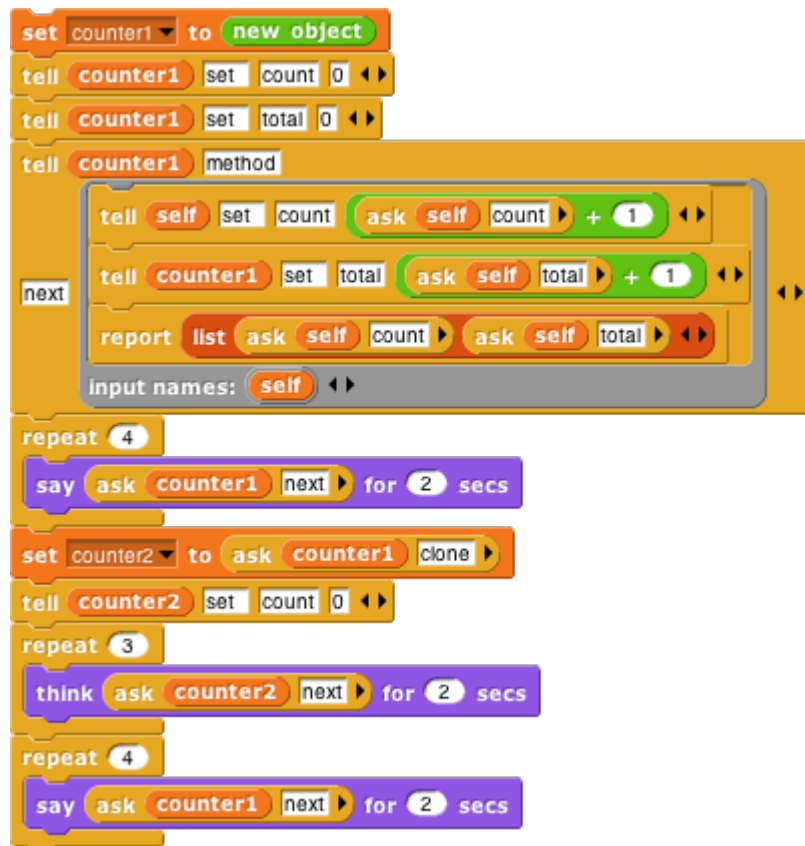 set counter1 to new object
tell counter1 set count 0
tell counter1 set total 0
tell counter1 method
tell self set count ask self count + 1
next
tell counter1 set total ask self total + 1
report list ask self count ask self total
input names: self
repeat 4
say ask counter1 next for 2 secs
set counter2 to ask counter1 clone
tell counter2 set count 0
repeat 3
think ask counter2 next for 2 secs
repeat 4
say ask counter1 next for 2 secs